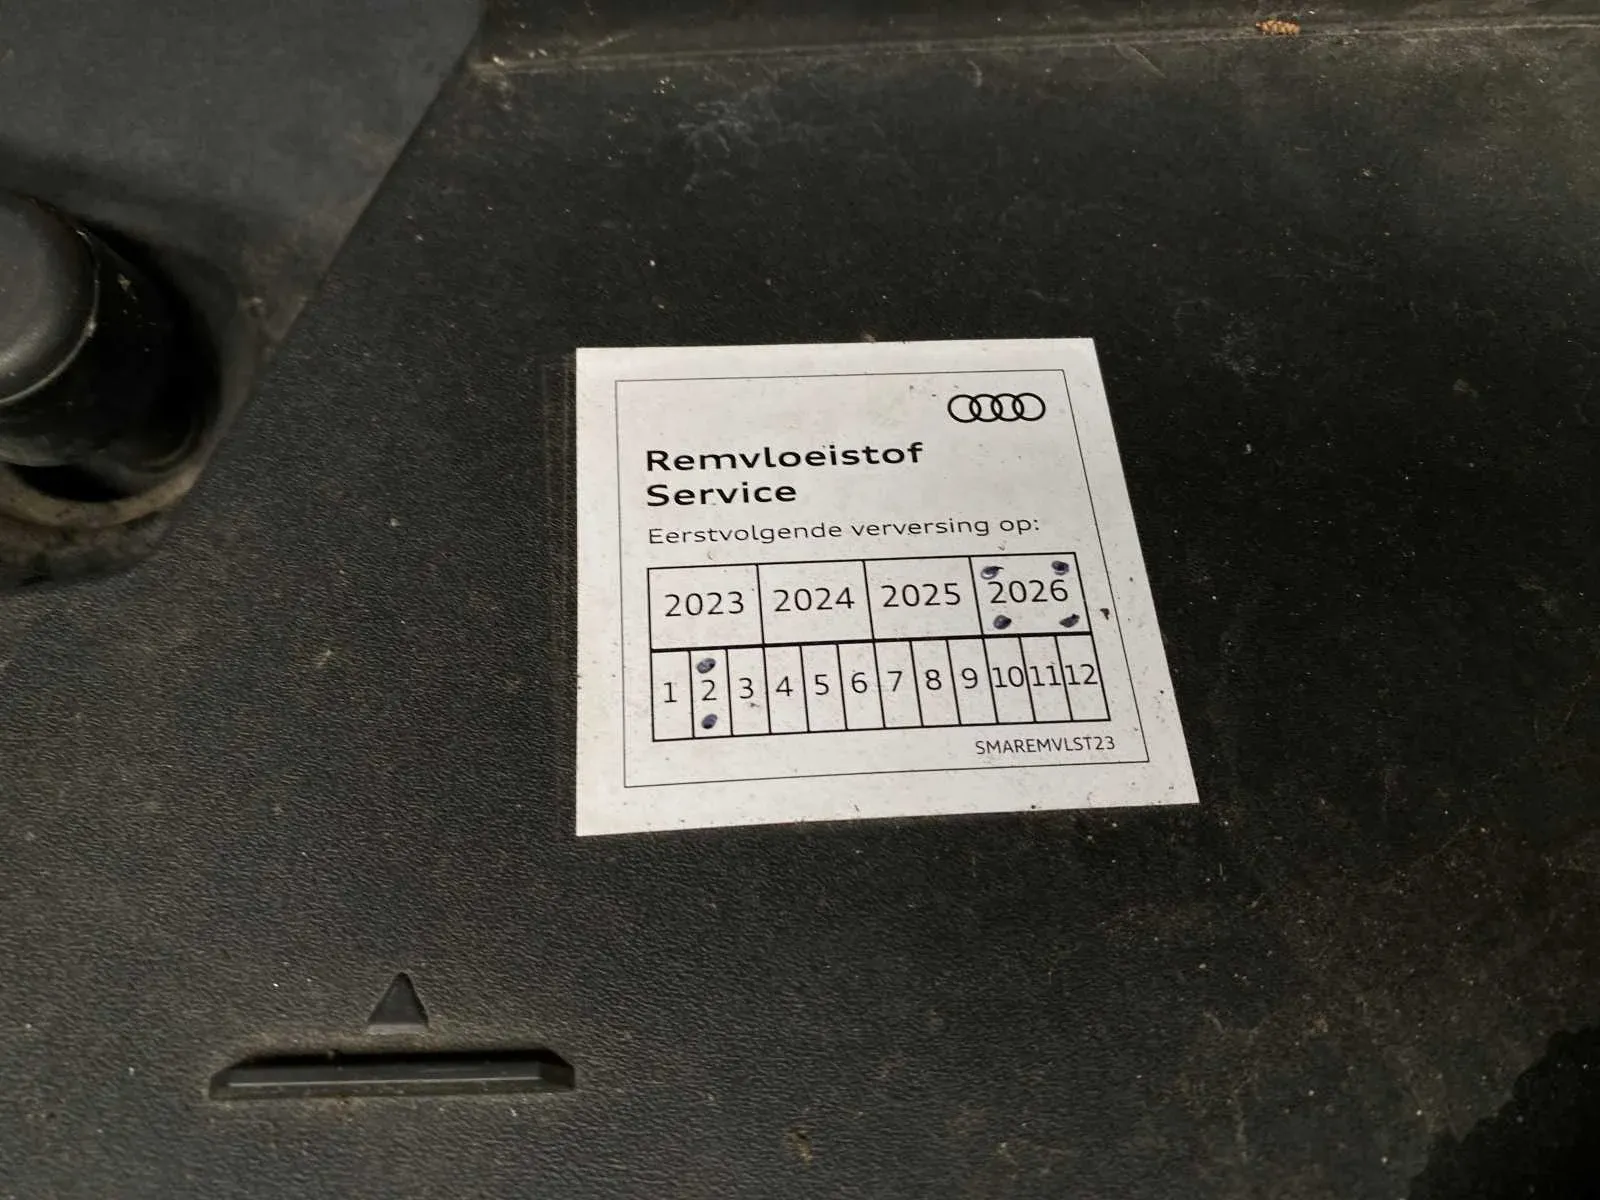 Remvloeistof
Service
Eerstvolgende verversing op:
2023 2024 2025 2026
1 2 3 4 5 6 7 8 9 10 11 12
SMAREMVLST23